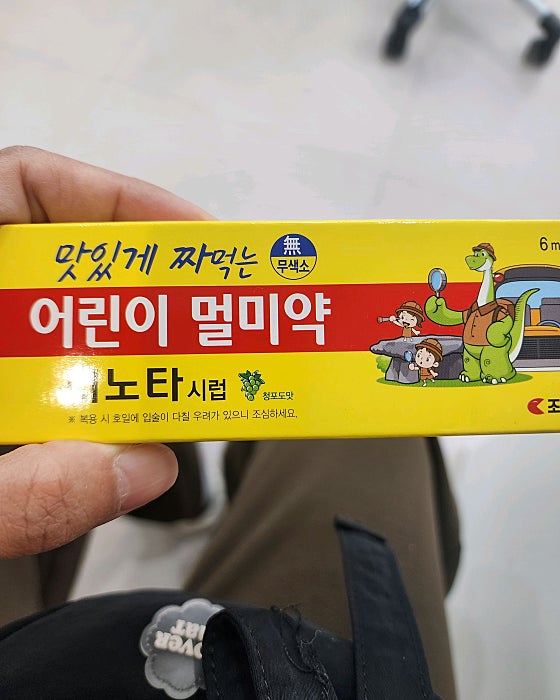 맛있게 짜먹는
無
무색소
6 m
어린이 멀미약
노타 시럽
청포도맛
※ 복용 시 호일에 입술이 다칠 우려가 있으니 조심하세요.
조